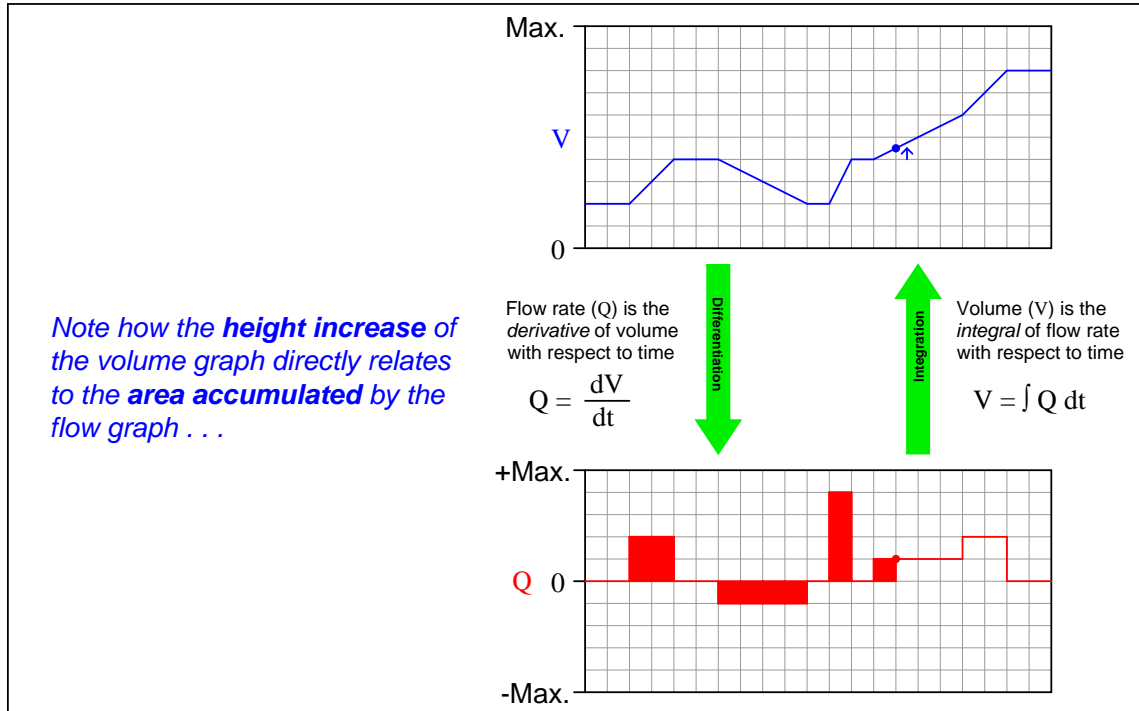 Max.
V
0
Note how the height increase of
the volume graph directly relates
to the area accumulated by the
flow graph . . .
Flow rate (Q) is the
derivative of volume
with respect to time
Q = dV
dt
Differentiation
Integration
Volume (V) is the
integral of flow rate
with respect to time
V = ∫ Q dt
+Max.
Q 0
-Max.